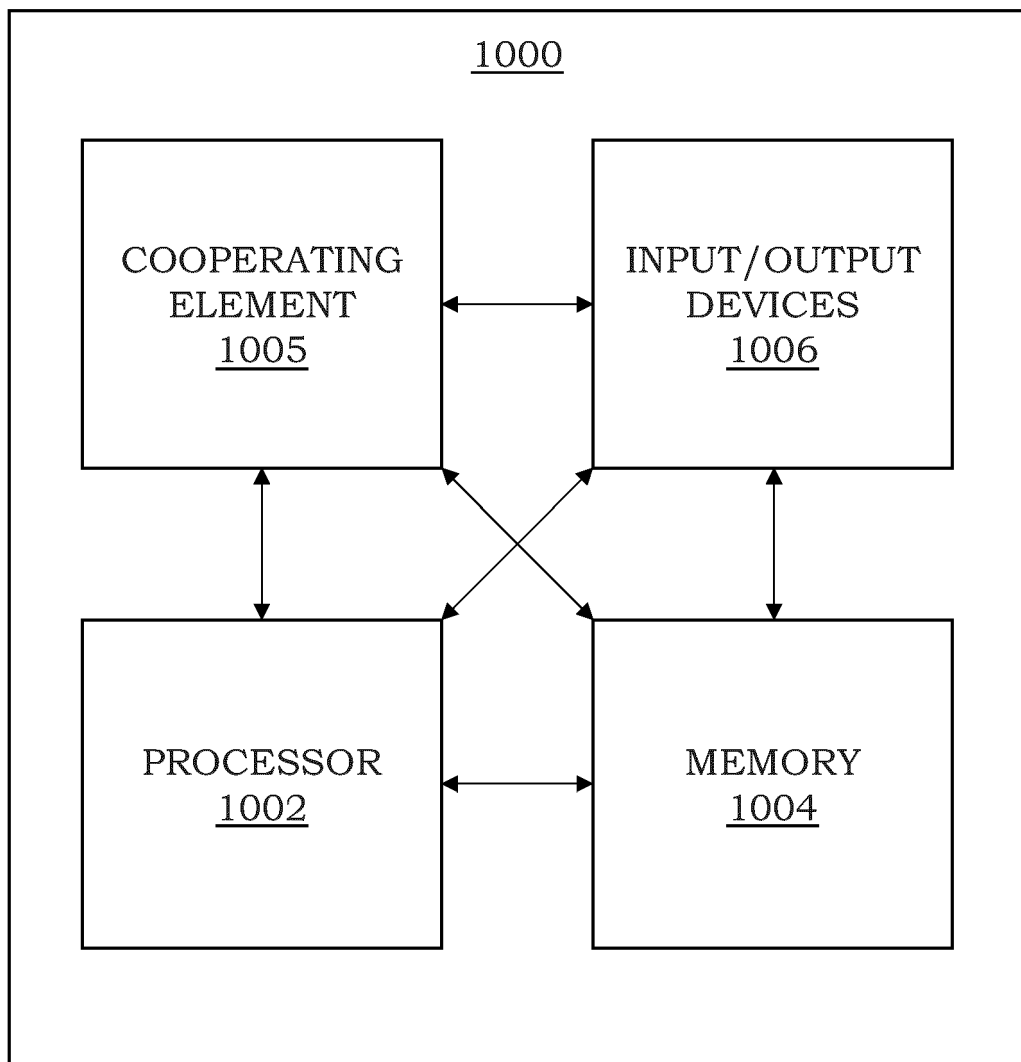 1000
COOPERATING
ELEMENT
1005
INPUT/OUTPUT
DEVICES
1006
PROCESSOR
1002
MEMORY
1004